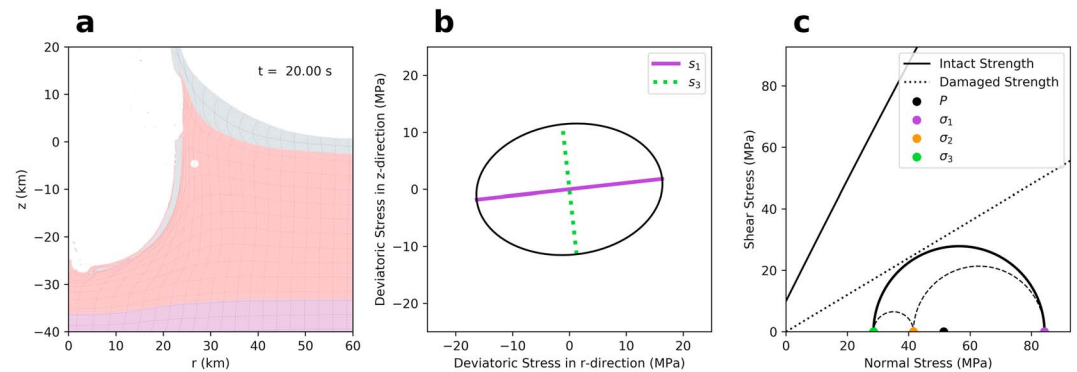 a
20
10
0
−10
−20
−30
−40
z (km)
0 10 20 30 40 50 60
r (km)
t = 20.00 s
b
20
10
0
−10
−20
Deviatoric Stress in z-direction (MPa)
−20 −10 0 10 20
Deviatoric Stress in r-direction (MPa)
s₁
s₃
c
80
60
40
20
0
Shear Stress (MPa)
0 20 40 60 80
Normal Stress (MPa)
Intact Strength
Damaged Strength
P
σ₁
σ₂
σ₃